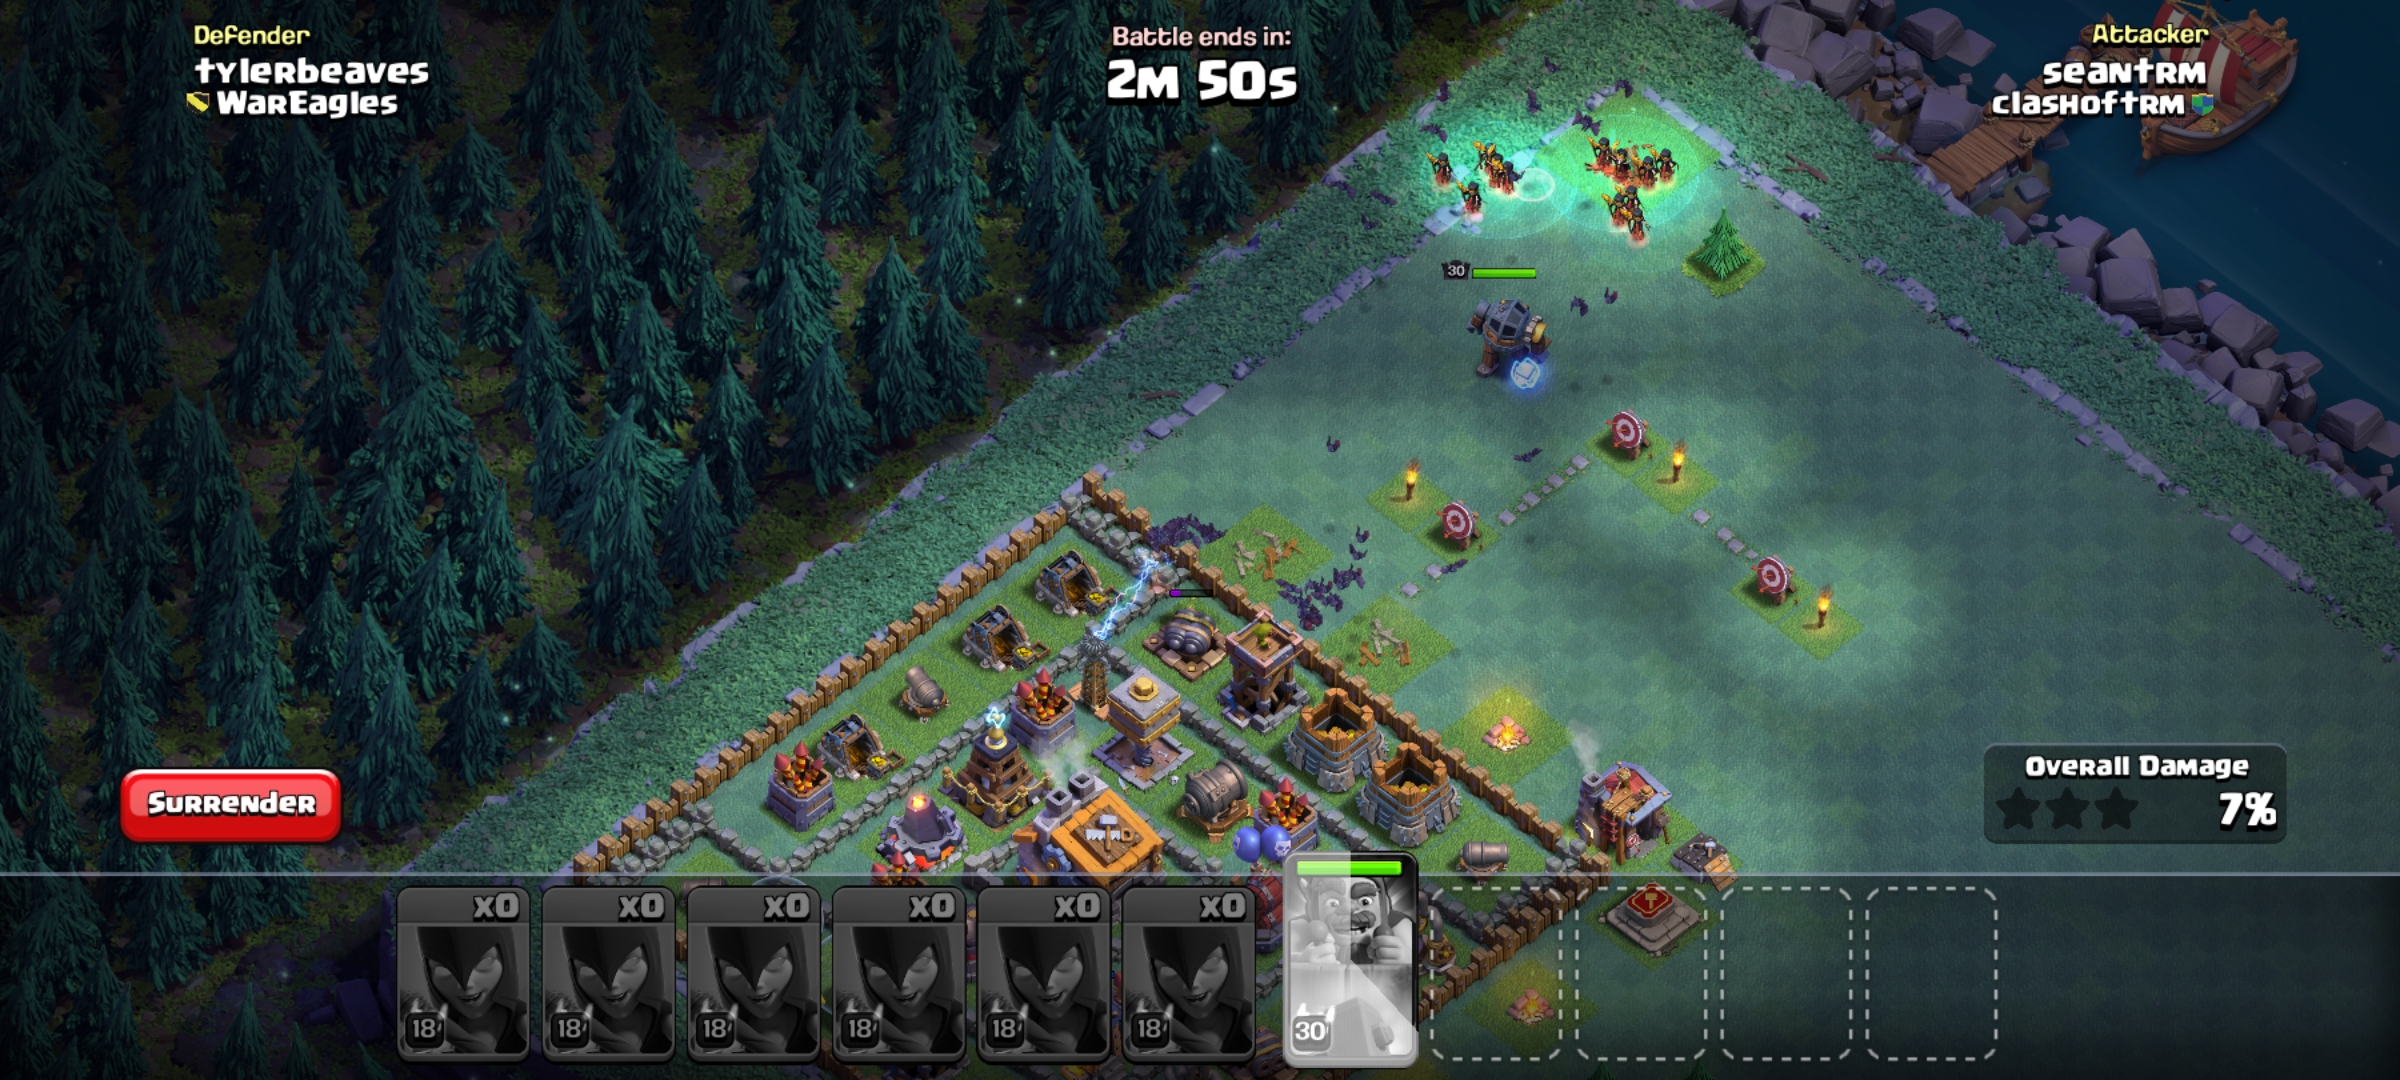 Defender
tylerbeaves
WarEagles
Battle ends in:
2m 50s
Attacker
seantrm
clashoftrm
30
Surrender
Overall Damage
7%
x0
x0
x0
x0
x0
x0
18
18
18
18
18
18
30